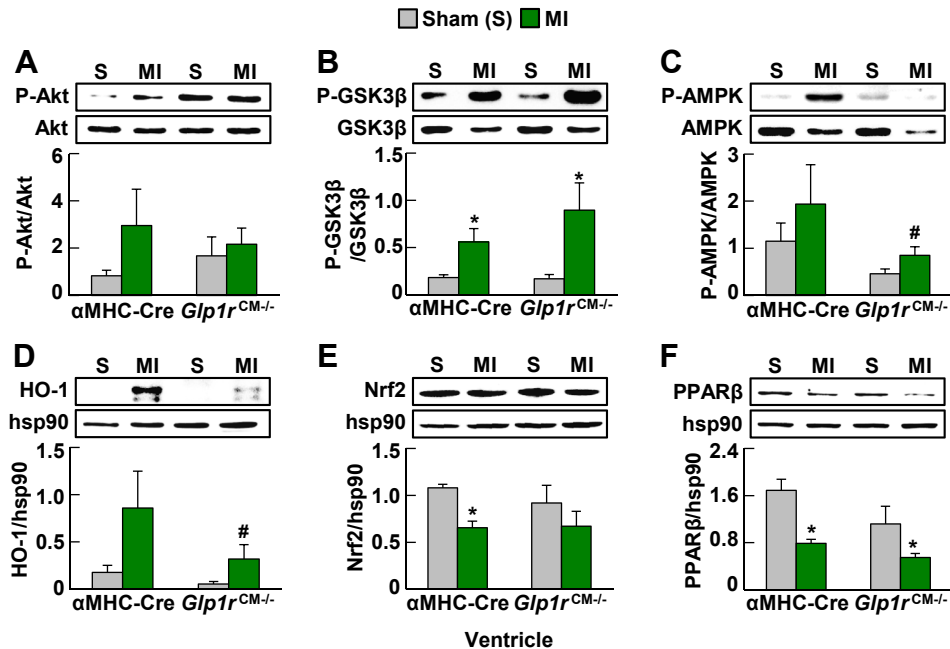 Sham (S) MI
A
S MI S MI
P-Akt
Akt
P-Akt/Akt
6
4
2
0
αMHC-Cre Glp1r CM-/-
B
S MI S MI
P-GSK3β
GSK3β
P-GSK3β
/GSK3β
1.5
1.0
0.5
0
* *
αMHC-Cre Glp1r CM-/-
C
S MI S MI
P-AMPK
AMPK
P-AMPK/AMPK
3
2
1
0
#
αMHC-Cre Glp1r CM-/-
D
S MI S MI
HO-1
hsp90
HO-1/hsp90
1.5
1.0
0.5
0
#
αMHC-Cre Glp1r CM-/-
E
S MI S MI
Nrf2
hsp90
Nrf2/hsp90
1.5
1.0
0.5
0
*
αMHC-Cre Glp1r CM-/-
F
S MI S MI
PPARβ
hsp90
PPARβ/hsp90
2.4
1.6
0.8
0
* *
αMHC-Cre Glp1r CM-/-
Ventricle